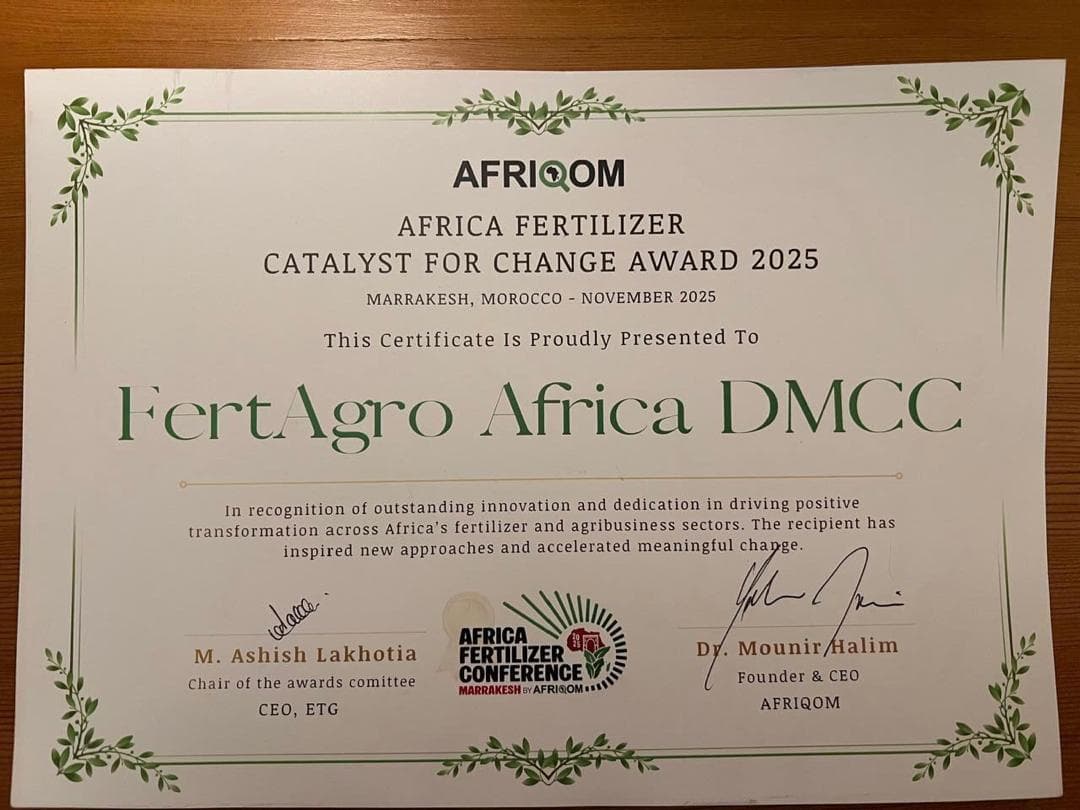 AFRIQOM
AFRICA FERTILIZER
CATALYST FOR CHANGE AWARD 2025
MARRAKESH, MOROCCO - NOVEMBER 2025
This Certificate Is Proudly Presented To
FertAgro Africa DMCC
In recognition of outstanding innovation and dedication in driving positive
transformation across Africa's fertilizer and agribusiness sectors. The recipient has
inspired new approaches and accelerated meaningful change.
M. Ashish Lakhotia
Chair of the awards comittee
CEO, ETG
AFRICA
FERTILIZER
CONFERENCE
MARRAKESH BY AFRIQOM
2025
Dr. Mounir Halim
Founder & CEO
AFRIQOM